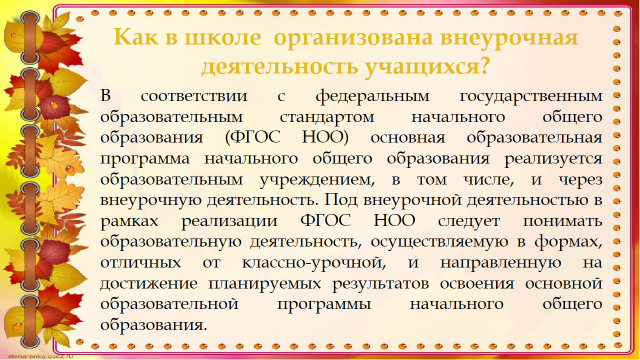 Как в школе организована внеурочная
деятельность учащихся?
В соответствии с федеральным государственным
образовательным стандартом начального общего
образования (ФГОС НОО) основная образовательная
программа начального общего образования реализуется
образовательным учреждением, в том числе, и через
внеурочную деятельность. Под внеурочной деятельностью в
рамках реализации ФГОС НОО следует понимать
образовательную деятельность, осуществляемую в формах,
отличных от классно-урочной, и направленную на
достижение планируемых результатов освоения основной
образовательной программы начального общего
образования.